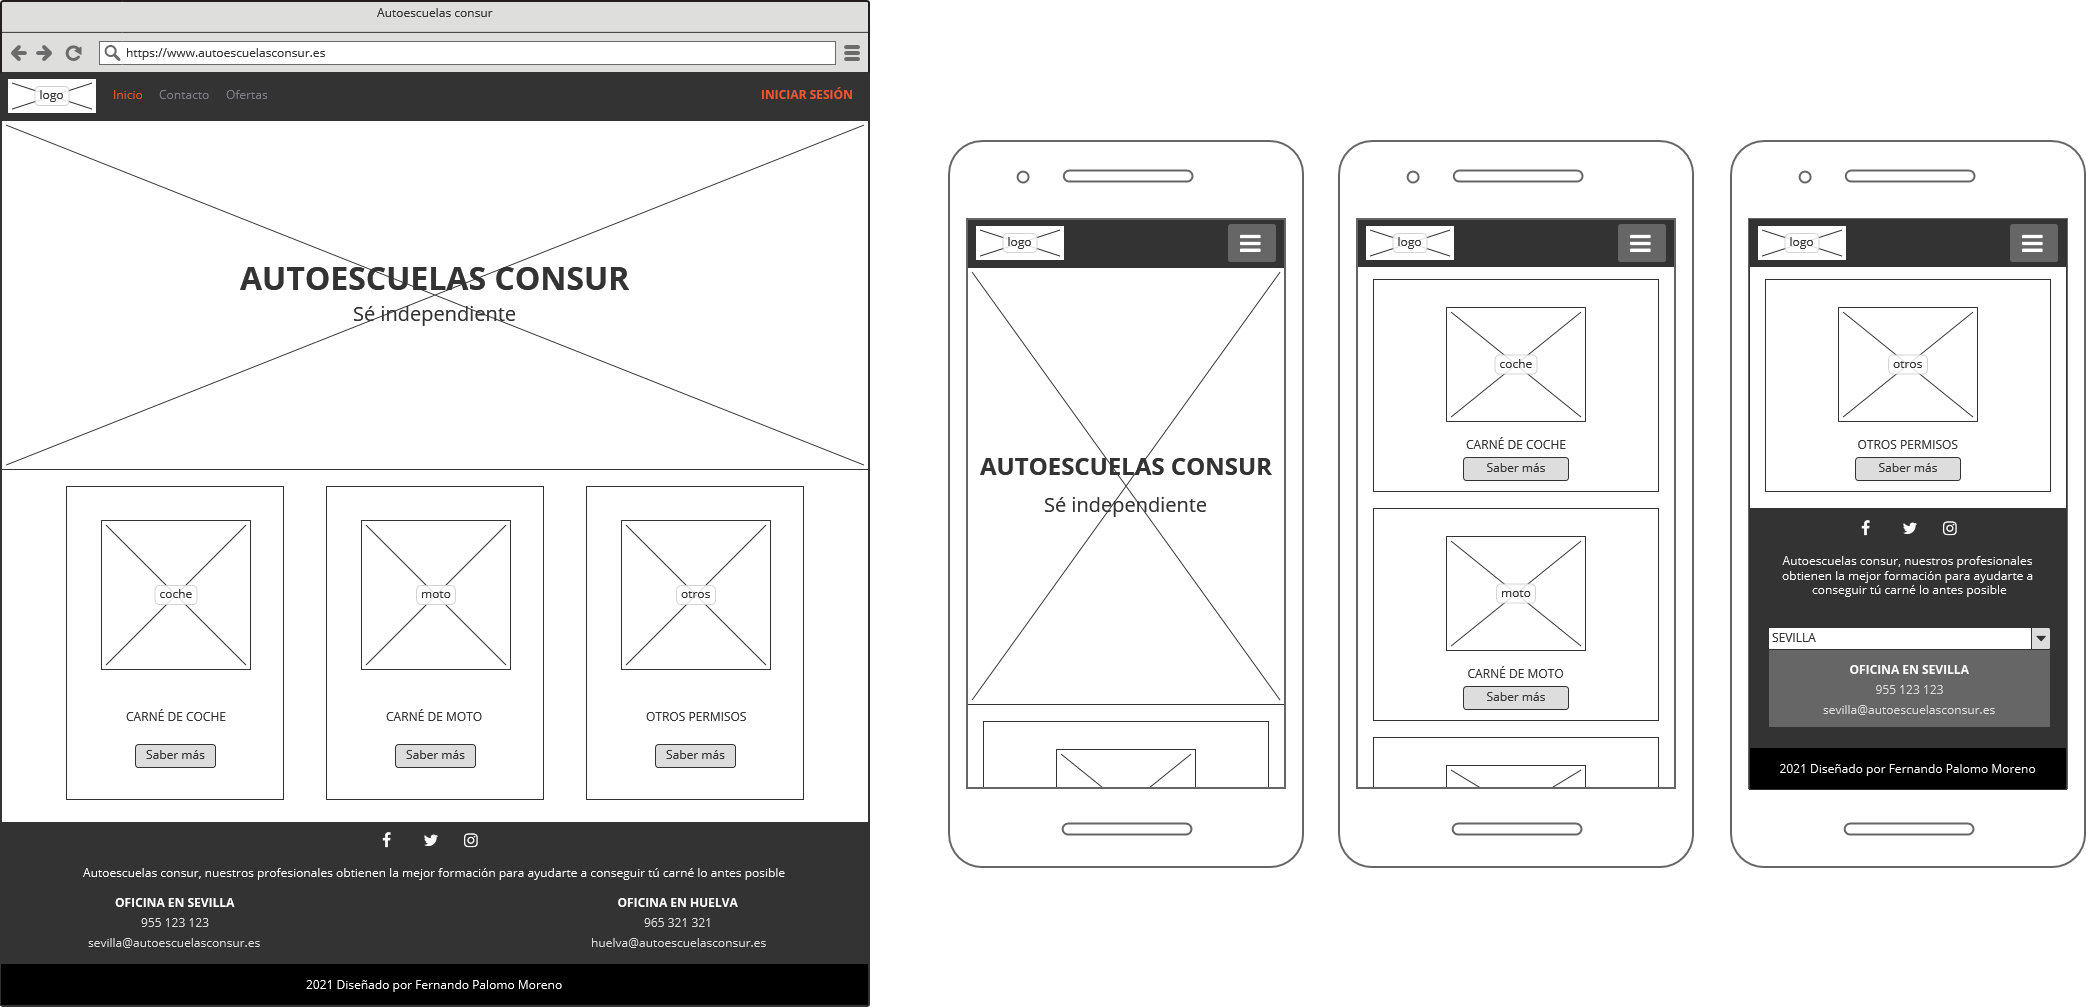 Autoescuelas consur
https://www.autoescuelasconsur.es
logo
Inicio Contacto Ofertas
INICIAR SESIÓN
AUTOESCUELAS CONSUR
Sé independiente
coche
CARNÉ DE COCHE
Saber más
moto
CARNÉ DE MOTO
Saber más
otros
OTROS PERMISOS
Saber más
Autoescuelas consur, nuestros profesionales obtienen la mejor formación para ayudarte a conseguir tú carné lo antes posible
OFICINA EN SEVILLA
955 123 123
sevilla@autoescuelasconsur.es
OFICINA EN HUELVA
965 321 321
huelva@autoescuelasconsur.es
2021 Diseñado por Fernando Palomo Moreno
logo
AUTOESCUELAS CONSUR
Sé independiente
logo
coche
CARNÉ DE COCHE
Saber más
moto
CARNÉ DE MOTO
Saber más
logo
otros
OTROS PERMISOS
Saber más
Autoescuelas consur, nuestros profesionales
obtienen la mejor formación para ayudarte a
conseguir tú carné lo antes posible
SEVILLA
OFICINA EN SEVILLA
955 123 123
sevilla@autoescuelasconsur.es
2021 Diseñado por Fernando Palomo Moreno